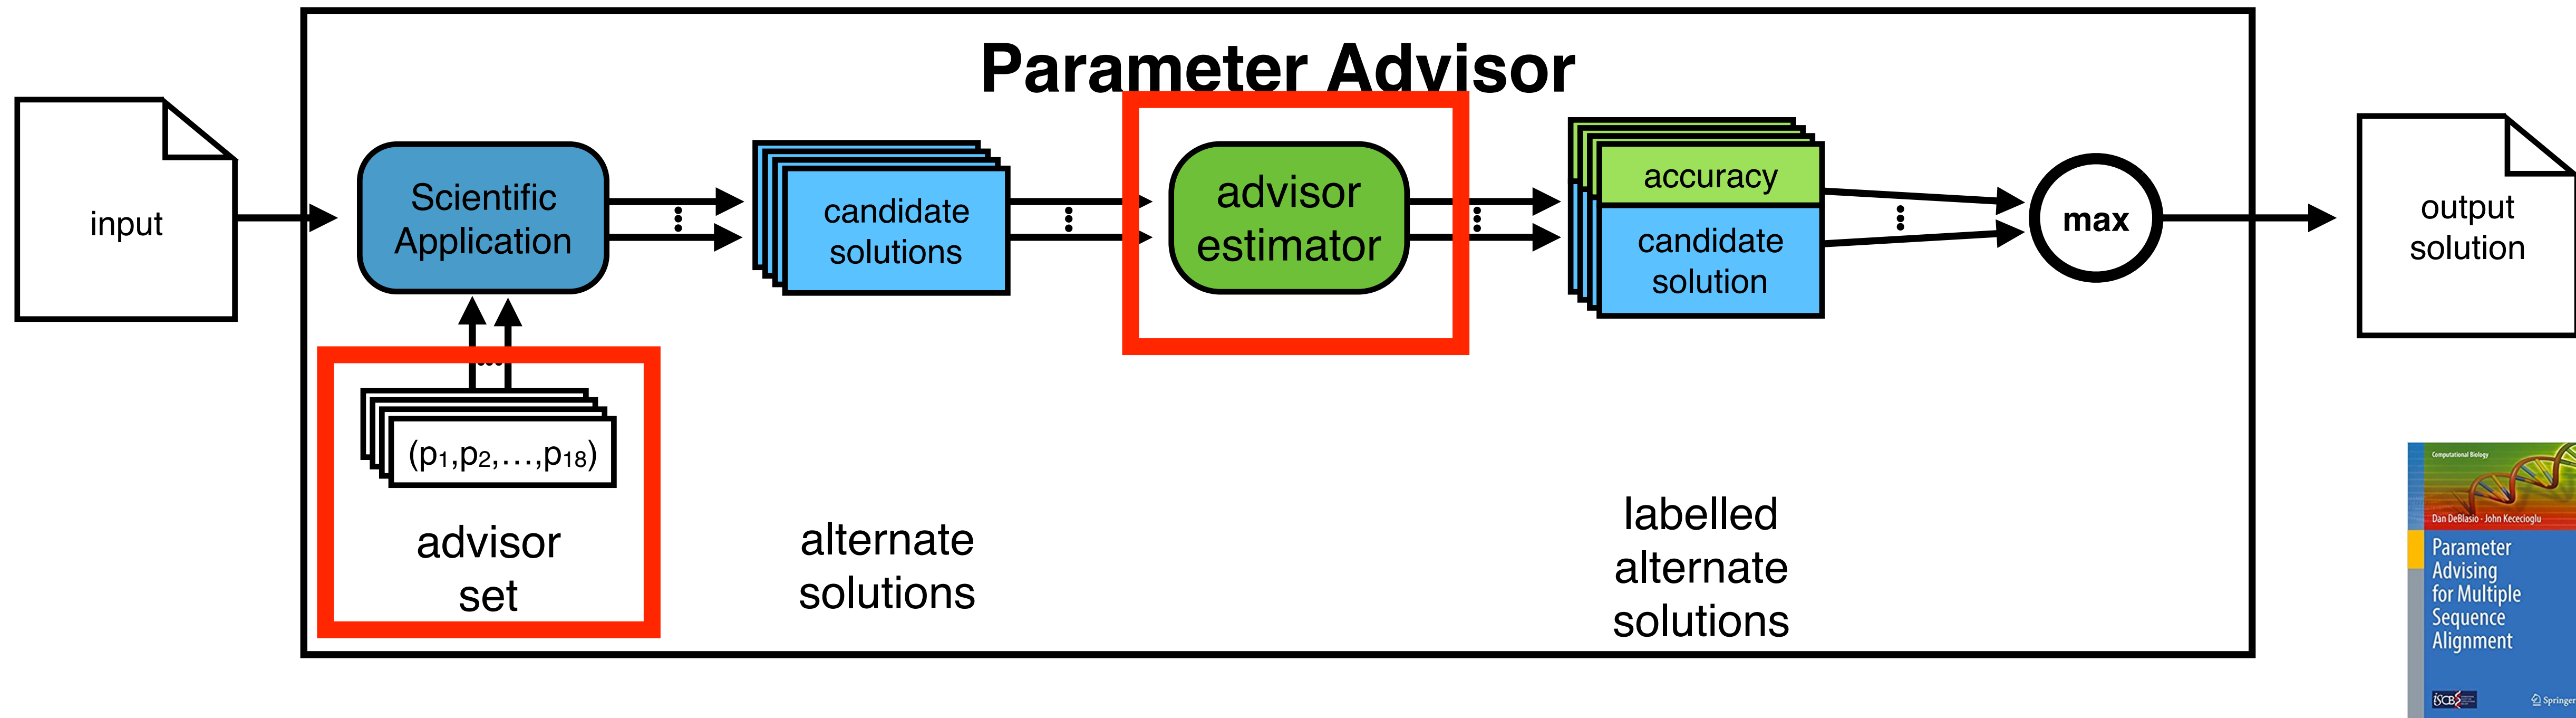 Parameter Advisor
input
Scientific
Application
candidate
solutions
advisor
estimator
accuracy
candidate
solution
max
output
solution
(p₁,p₂,…,p₁₈)
advisor
set
alternate
solutions
labelled
alternate
solutions
Computational Biology
Dan DeBlasio · John Kececioglu
Parameter
Advising
for Multiple
Sequence
Alignment
ISCB
Springer